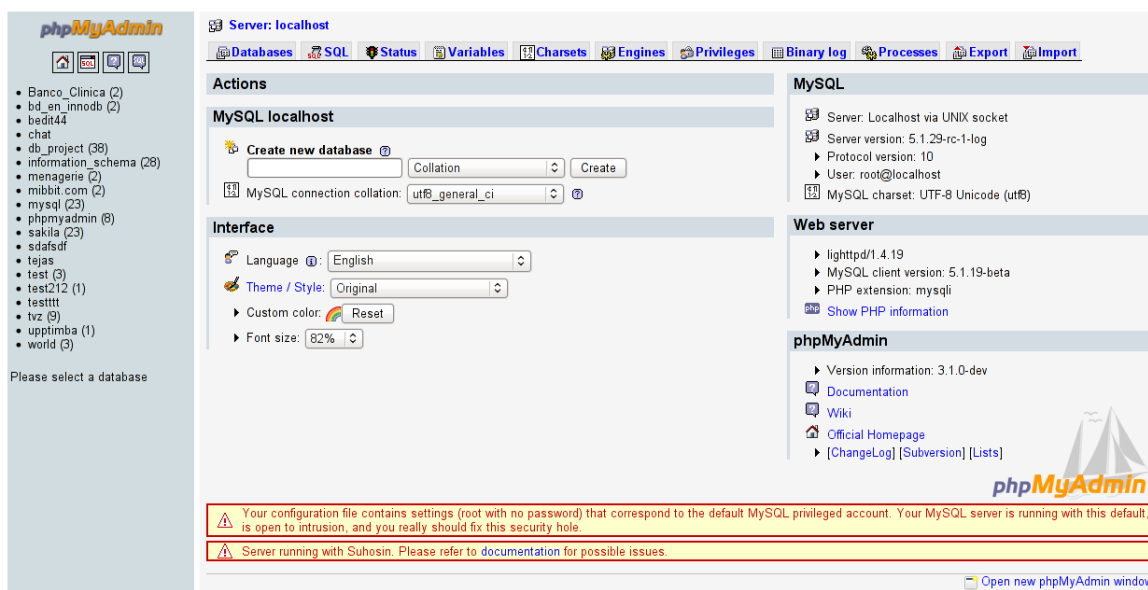 phpMyAdmin
Banco_Clinica (2)
bd_en_innodb (2)
bedit44
chat
db_project (38)
information_schema (28)
menagerie (2)
mibbit.com (2)
mysql (23)
phpmyadmin (8)
sakila (23)
sdafsdf
tejas
test (3)
test212 (1)
testttt
tvz (9)
upptimba (1)
world (3)
Please select a database
Server: localhost
Databases SQL Status Variables Charsets Engines Privileges Binary log Processes Export Import
Actions
MySQL localhost
Create new database
Collation Create
MySQL connection collation: utf8_general_ci
Interface
Language : English
Theme / Style: Original
Custom color: Reset
Font size: 82%
MySQL
Server: Localhost via UNIX socket
Server version: 5.1.29-rc-1-log
Protocol version: 10
User: root@localhost
MySQL charset: UTF-8 Unicode (utf8)
Web server
lighttpd/1.4.19
MySQL client version: 5.1.19-beta
PHP extension: mysqli
Show PHP information
phpMyAdmin
Version information: 3.1.0-dev
Documentation
Wiki
Official Homepage
[ChangeLog] [Subversion] [Lists]
phpMyAdmin
Your configuration file contains settings (root with no password) that correspond to the default MySQL privileged account. Your MySQL server is running with this default,
is open to intrusion, and you really should fix this security hole.
Server running with Suhosin. Please refer to documentation for possible issues.
Open new phpMyAdmin window